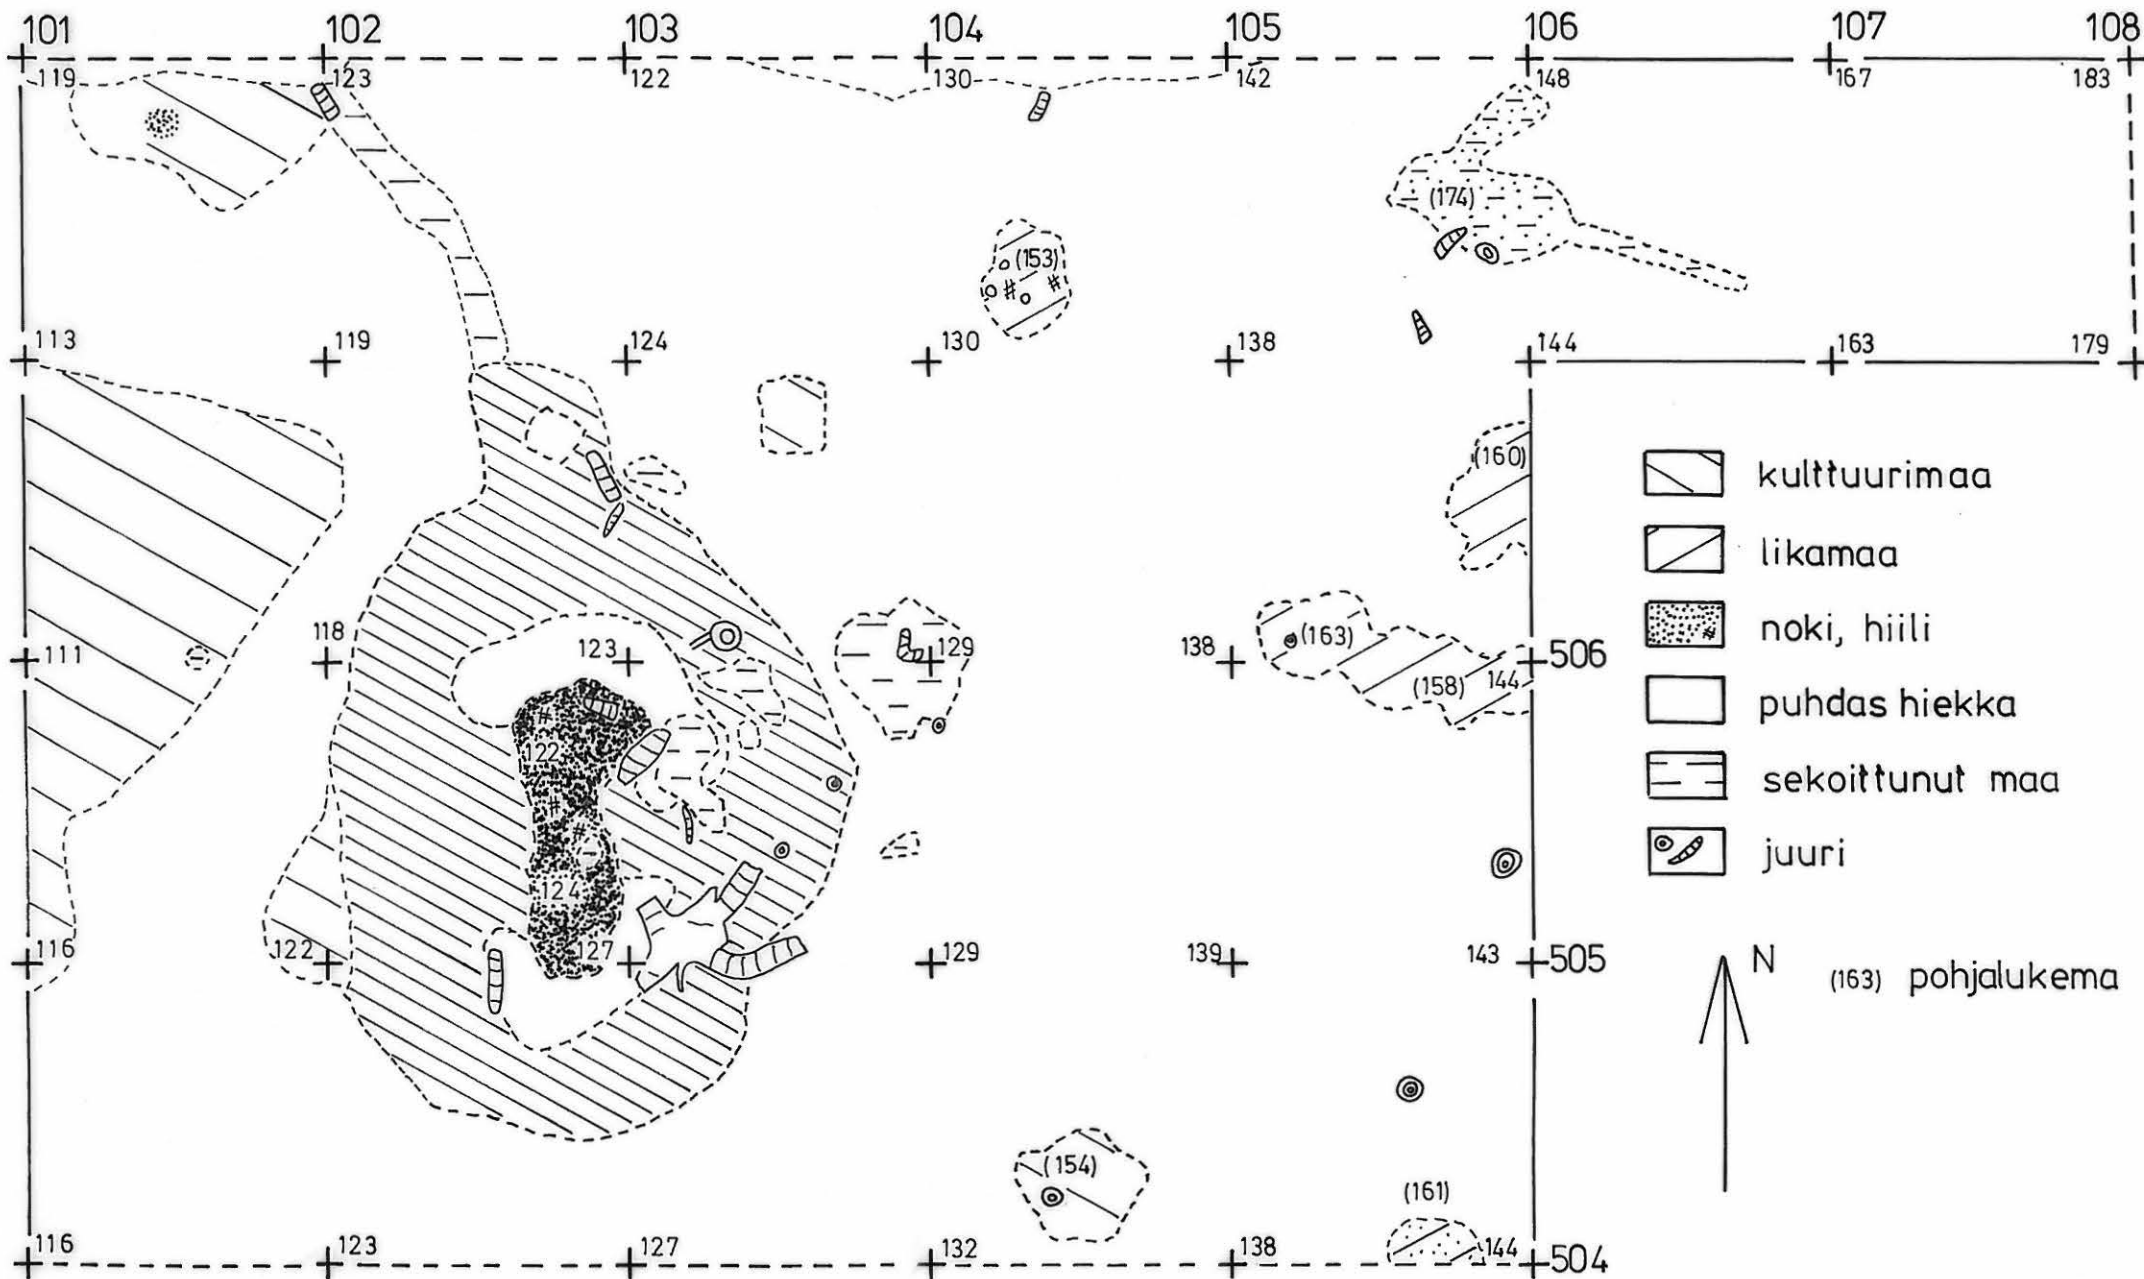 101 102 103 104 105 106 107 108
119 123 122 130 142 148 167 183
(174)
(153)
113 119 124 130 138 144 163 179
(160)
kulttuurimaa
likamaa
noki, hiili
118 123 129 138 (163)
111 506
(158) 144
puhdas hiekka
122
sekoittunut maa
juuri
124
116 122 127 129 139 143 505
N (163) pohjalukema
(154)
(161)
116 123 127 132 138 144 504